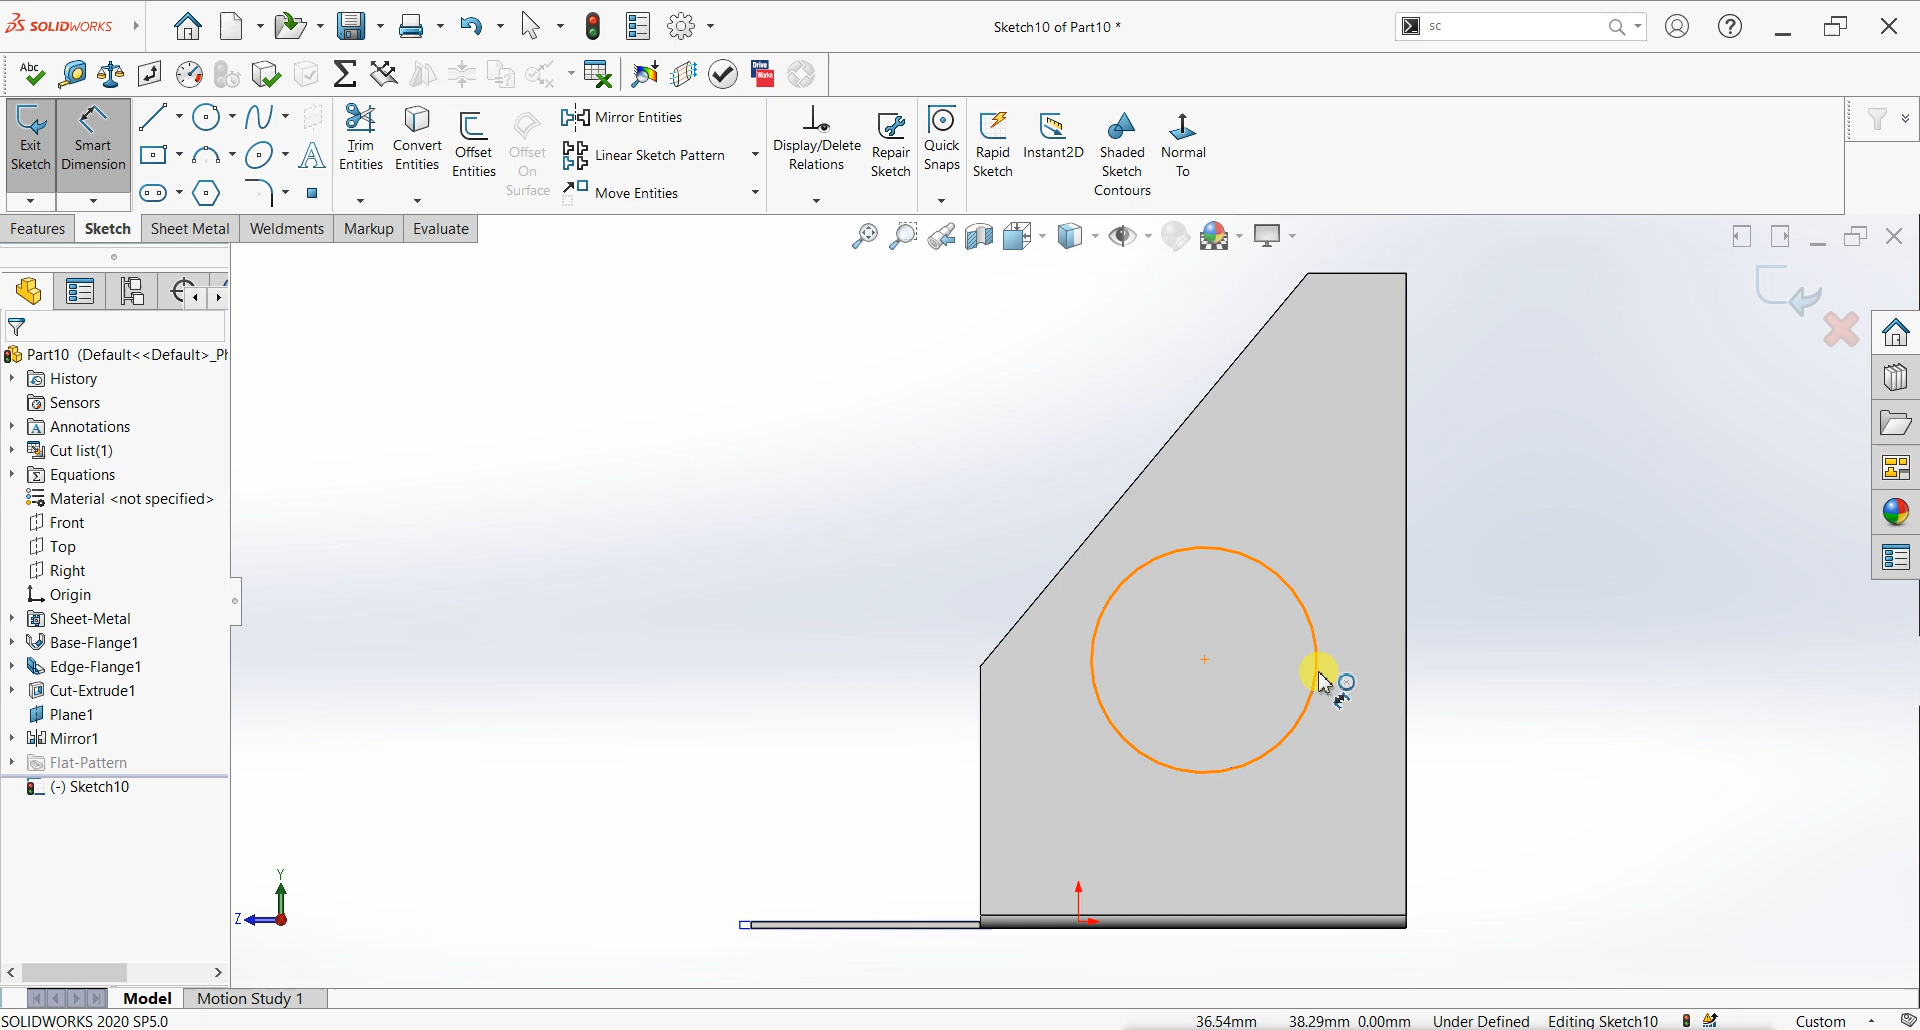 SOLIDWORKS
Sketch10 of Part10 *
sc
Abc
Exit Sketch
Smart Dimension
Trim Entities
Convert Entities
Offset Entities
Offset On Surface
Mirror Entities
Linear Sketch Pattern
Move Entities
Display/Delete Relations
Repair Sketch
Quick Snaps
Rapid Sketch
Instant2D
Shaded Sketch Contours
Normal To
Drive Works
Features
Sketch
Sheet Metal
Weldments
Markup
Evaluate
Part10 (Default<<Default>_Ph
History
Sensors
Annotations
Cut list(1)
Equations
Material <not specified>
Front
Top
Right
Origin
Sheet-Metal
Base-Flange1
Edge-Flange1
Cut-Extrude1
Plane1
Mirror1
Flat-Pattern
(-) Sketch10
Y
Z
Model
Motion Study 1
SOLIDWORKS 2020 SP5.0
36.54mm
38.29mm
0.00mm
Under Defined
Editing Sketch10
Custom